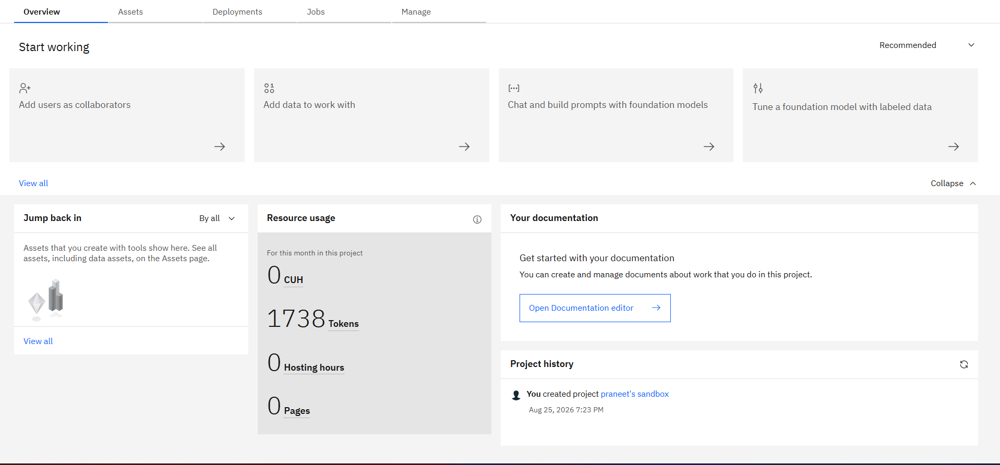 Overview
Assets
Deployments
Jobs
Manage
Start working
Recommended
Add users as collaborators
Add data to work with
Chat and build prompts with foundation models
Tune a foundation model with labeled data
View all
Collapse
Jump back in
By all
Assets that you create with tools show here. See all
assets, including data assets, on the Assets page.
View all
Resource usage
For this month in this project
0 CUH
1738 Tokens
0 Hosting hours
0 Pages
Your documentation
Get started with your documentation
You can create and manage documents about work that you do in this project.
Open Documentation editor
Project history
You created project praneet's sandbox
Aug 25, 2026 7:23 PM